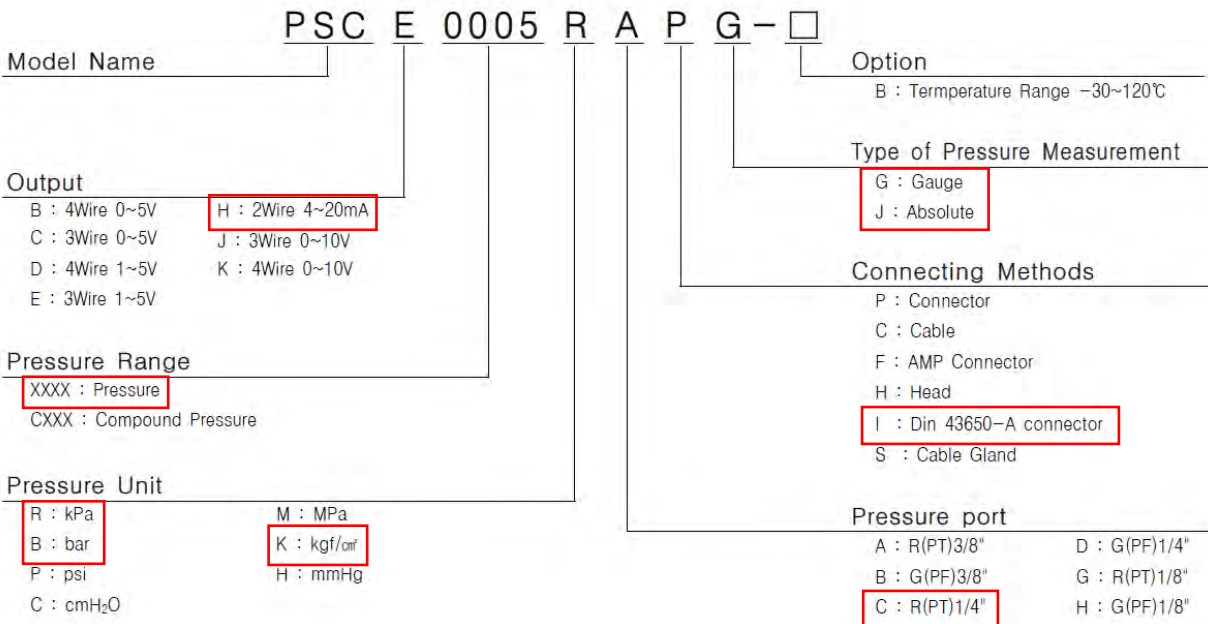 PSC E 0005 R A P G-□
Model Name
Output
B : 4Wire 0~5V
H : 2Wire 4~20mA
C : 3Wire 0~5V
J : 3Wire 0~10V
D : 4Wire 1~5V
K : 4Wire 0~10V
E : 3Wire 1~5V
Pressure Range
XXXX : Pressure
CXXX : Compound Pressure
Pressure Unit
R : kPa
M : MPa
B : bar
K : kgf/㎠
P : psi
H : mmHg
C : cmH₂O
Option
B : Termperature Range -30~120℃
Type of Pressure Measurement
G : Gauge
J : Absolute
Connecting Methods
P : Connector
C : Cable
F : AMP Connector
H : Head
I : Din 43650-A connector
S : Cable Gland
Pressure port
A : R(PT)3/8"
D : G(PF)1/4"
B : G(PF)3/8"
G : R(PT)1/8"
C : R(PT)1/4"
H : G(PF)1/8"